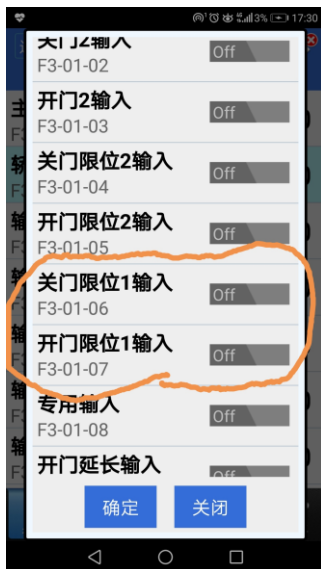 3% 17:30
关门2输入
F3-01-02
Off
开门2输入
F3-01-03
Off
关门限位2输入
F3-01-04
Off
开门限位2输入
F3-01-05
Off
关门限位1输入
F3-01-06
Off
开门限位1输入
F3-01-07
Off
专用输入
F3-01-08
Off
开门延长输入
Off
确定
关闭